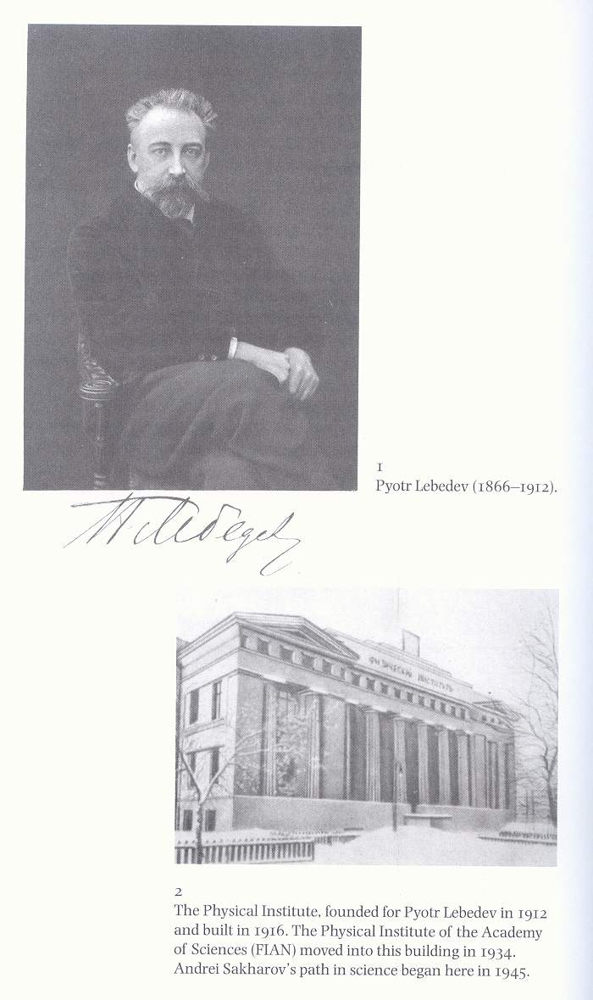 1
Pyotr Lebedev (1866–1912).
П. Лебедев
ФИЗИЧЕСКІЙ ИНСТИТУТЪ
2
The Physical Institute, founded for Pyotr Lebedev in 1912
and built in 1916. The Physical Institute of the Academy
of Sciences (FIAN) moved into this building in 1934.
Andrei Sakharov's path in science began here in 1945.